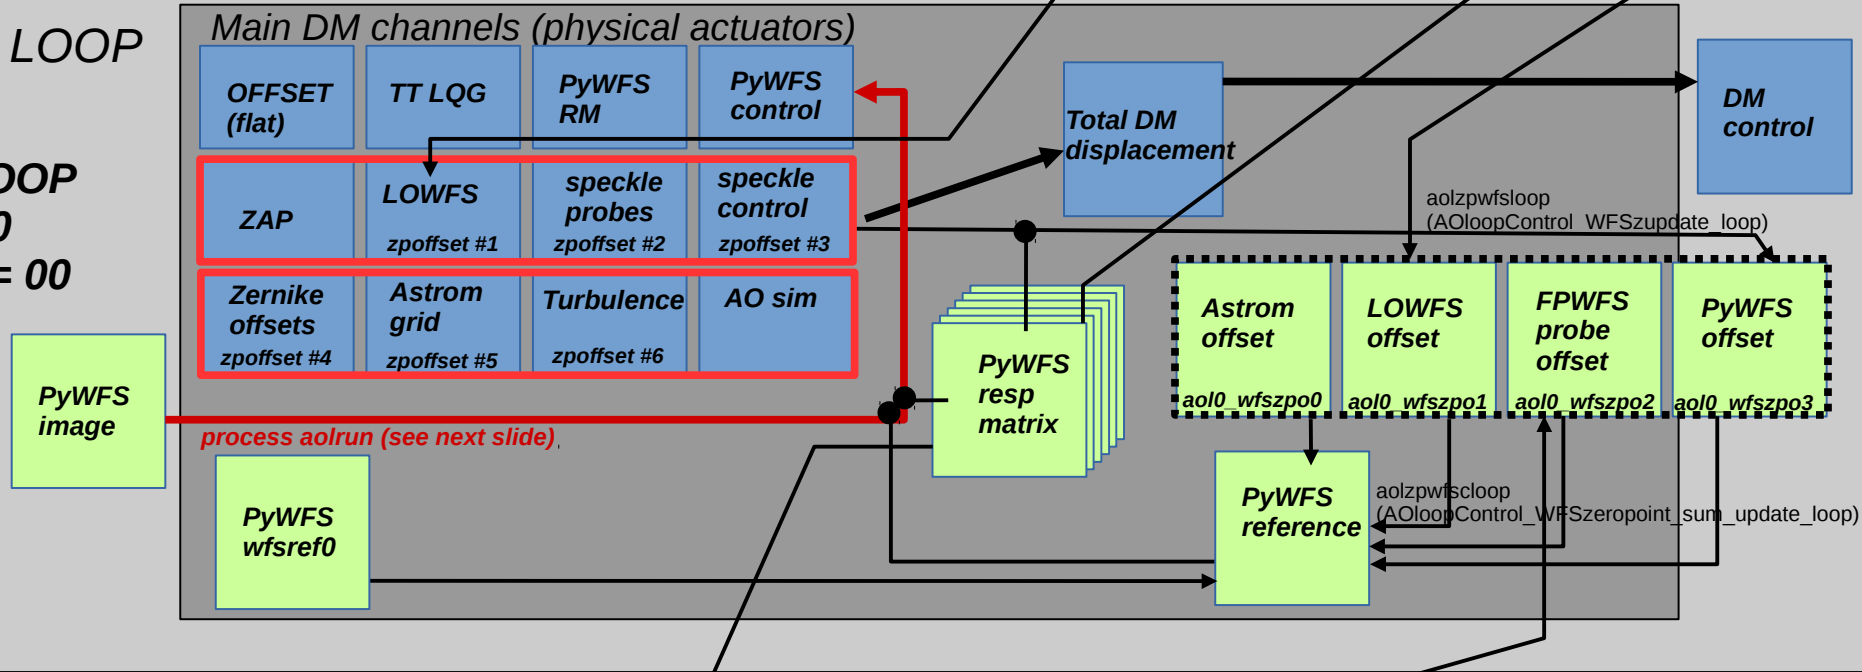 LOOP
Main DM channels (physical actuators)
OFFSET
(flat)
TT LQG
PyWFS
RM
PyWFS
control
Total DM
displacement
DM
control
OOP
0
= 00
ZAP
LOWFS
zpoffset #1
speckle
probes
zpoffset #2
speckle
control
zpoffset #3
aolzpwfsloop
(AOloopControl_WFSzupdate_loop)
Zernike
offsets
zpoffset #4
Astrom
grid
zpoffset #5
Turbulence
zpoffset #6
AO sim
PyWFS
image
process aolrun (see next slide)
PyWFS
resp
matrix
Astrom
offset
aol0_wfszpo0
LOWFS
offset
aol0_wfszpo1
FPWFS
probe
offset
aol0_wfszpo2
PyWFS
offset
aol0_wfszpo3
PyWFS
wfsref0
PyWFS
reference
aolzpwfscloop
(AOloopControl_WFSzeropoint_sum_update_loop)